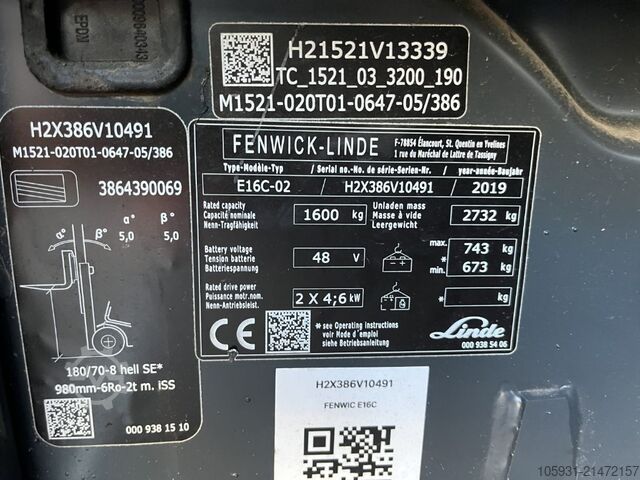 0009640343
EPDN
H21521V13339
TC_1521_03_3200_190
M1521-020T01-0647-05/386
H2X386V10491
M1521-020T01-0647-05/386
3864390069
α° β°
5,0 5,0
α° β°
180/70-8 hell SE*
980mm-6Ro-2t m. iSS
000 938 15 10
FENWICK-LINDE
F-78854 Élancourt, St. Quentin en Yvelines
1 rue du Maréchal de Lattre de Tassigny
Type-Modèle-Typ / Serial no.-No. de série-Serien-Nr. / year-année-Baujahr
E16C-02 / H2X386V10491 / 2019
Rated capacity
Capacité nominale
Nenn-Tragfähigkeit
1600 kg
Unladen mass
Masse à vide
Leergewicht
2732 kg
Battery voltage
Tension batterie
Batteriespannung
48 V
max. 743 kg
*
min. 673 kg
Rated drive power
Puissance motr.nom.
Nenn-Antriebsleist.
2 X 4;6 kW
* kg
CE
* see Operating instructions
voir Mode d'emploi
siehe Betriebsanleitung
Linde
000 938 54 06
H2X386V10491
FENWIC E16C
105931-21472157